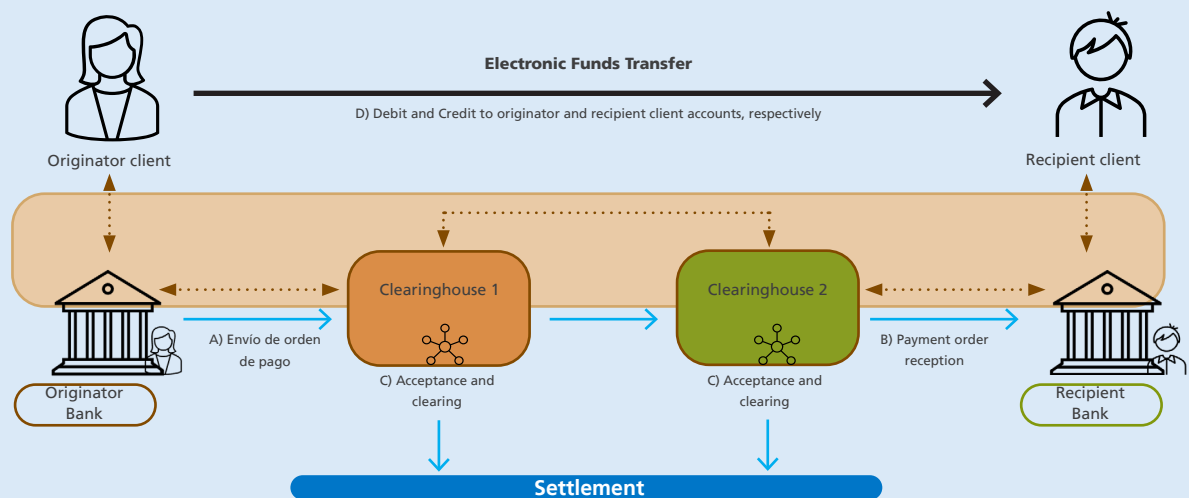 Electronic Funds Transfer
D) Debit and Credit to originator and recipient client accounts, respectively
Originator client
Recipient client
Clearinghouse 1
Clearinghouse 2
A) Envío de orden
de pago
B) Payment order
reception
C) Acceptance and
clearing
C) Acceptance and
clearing
Originator
Bank
Recipient
Bank
Settlement